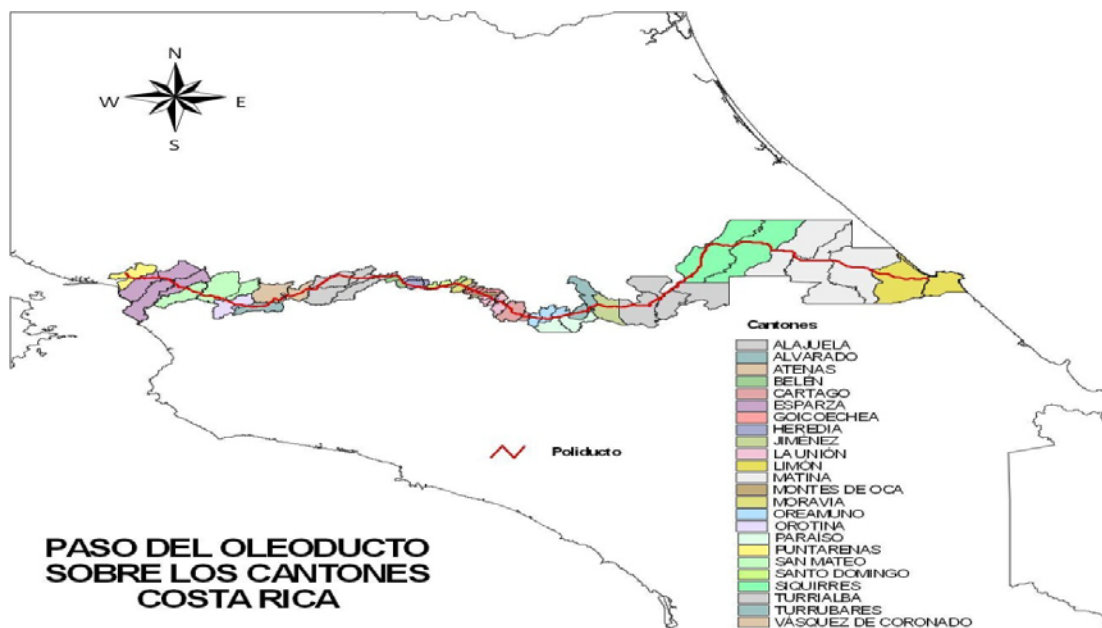 N
W E
S
Cantones
ALAJUELA
ALVARADO
ATENAS
BELÉN
CARTAGO
ESPARZA
GOICOECHEA
HEREDIA
JIMÉNEZ
LA UNIÓN
LIMÓN
MATINA
MONTES DE OCA
MORAVIA
OREAMUNO
OROTINA
PARAÍSO
PUNTARENAS
SAN MATEO
SANTO DOMINGO
SIQUIRRES
TURRIALBA
TURRUBARES
VÁSQUEZ DE CORONADO
Poliducto
PASO DEL OLEODUCTO
SOBRE LOS CANTONES
COSTA RICA